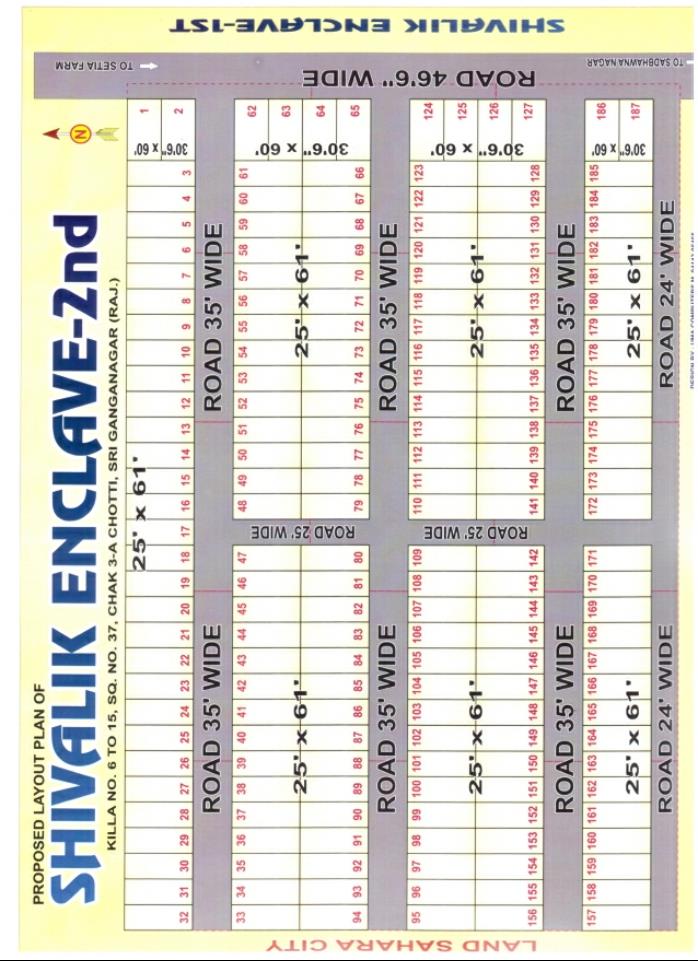 PROPOSED LAYOUT PLAN OF
SHIVALIK ENCLAVE-2nd
KILLA NO. 6 TO 15, SQ. NO. 37, CHAK 3-A CHOTTI, SRI GANGANAGAR (RAJ.)
N
TO SETIA FARM
25' x 61'
30'6" x 60'
1
2
32 31 30 29 28 27 26 25 24 23 22 21 20 19 18 17 16 15 14 13 12 11 10 9 8 7 6 5 4 3
ROAD 35' WIDE ROAD 35' WIDE
33 34 35 36 37 38 39 40 41 42 43 44 45 46 47 48 49 50 51 52 53 54 55 56 57 58 59 60 61
62
63
64
65
25' x 61' ROAD 25' WIDE 25' x 61' 30'6" x 60'
94 93 92 91 90 89 88 87 86 85 84 83 82 81 80 79 78 77 76 75 74 73 72 71 70 69 68 67 66
ROAD 35' WIDE ROAD 35' WIDE
95 96 97 98 99 100 101 102 103 104 105 106 107 108 109 110 111 112 113 114 115 116 117 118 119 120 121 122 123
124
125
126
127
25' x 61' ROAD 25' WIDE 25' x 61' 30'6" x 60'
156 155 154 153 152 151 150 149 148 147 146 145 144 143 142 141 140 139 138 137 136 135 134 133 132 131 130 129 128
ROAD 35' WIDE ROAD 35' WIDE
157 158 159 160 161 162 163 164 165 166 167 168 169 170 171 172 173 174 175 176 177 178 179 180 181 182 183 184 185
186
187
25' x 61' 25' x 61' 30'6" x 60'
ROAD 24' WIDE ROAD 24' WIDE
LAND SAHARA CITY
ROAD 46'6" WIDE
TO SADBHAWNA NAGAR
SHIVALIK ENCLAVE-1ST